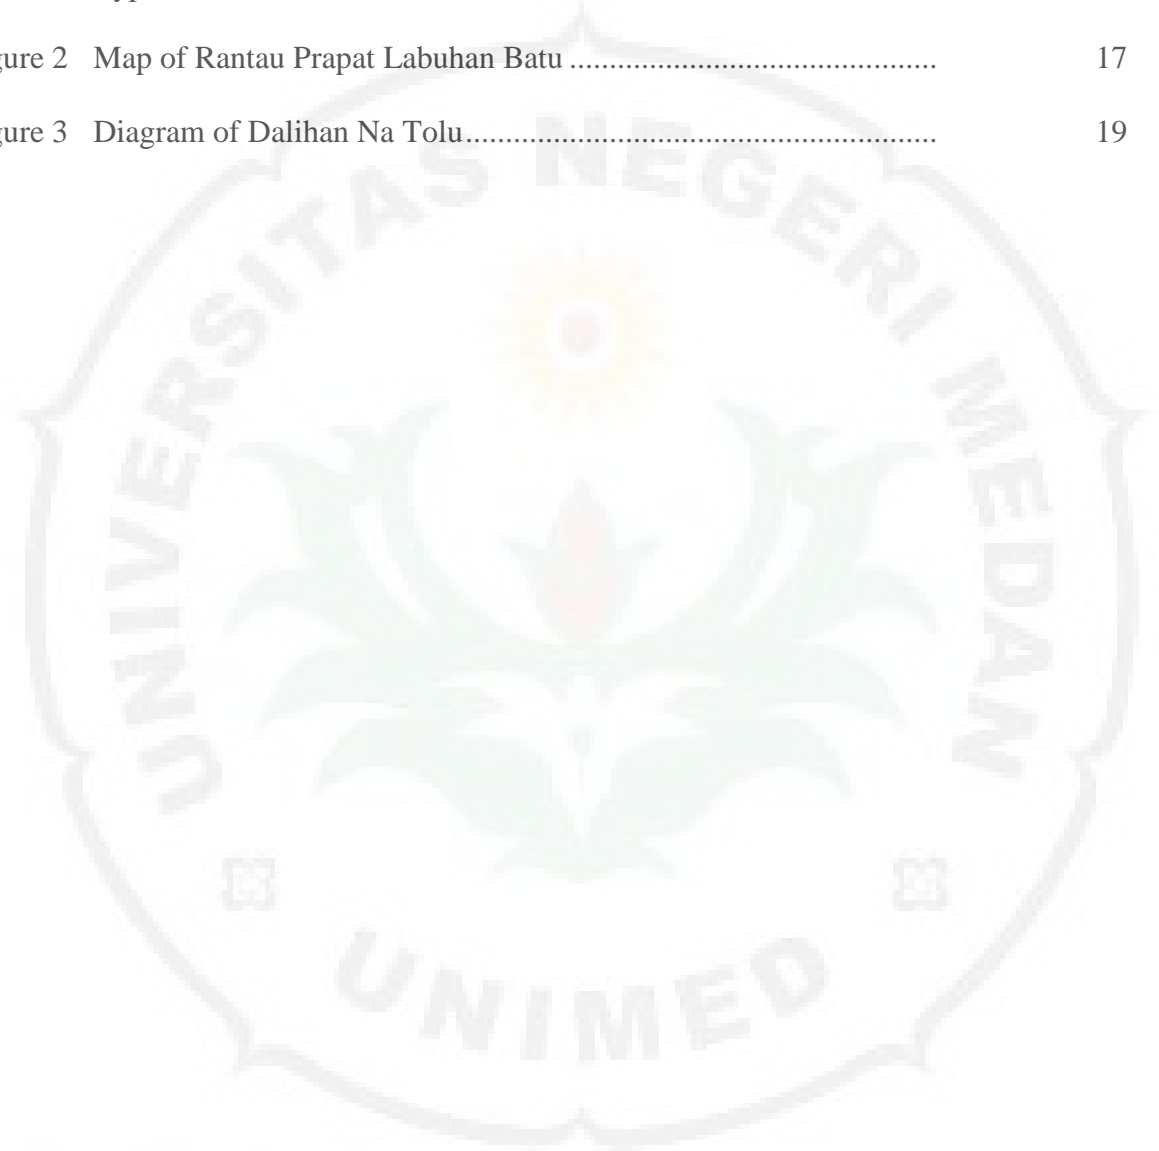 gure 2 Map of Rantau Prapat Labuhan Batu .............................................. 17
gure 3 Diagram of Dalihan Na Tolu........................................................... 19
UNIVERSITAS NEGERI MEDAN
UNIMED